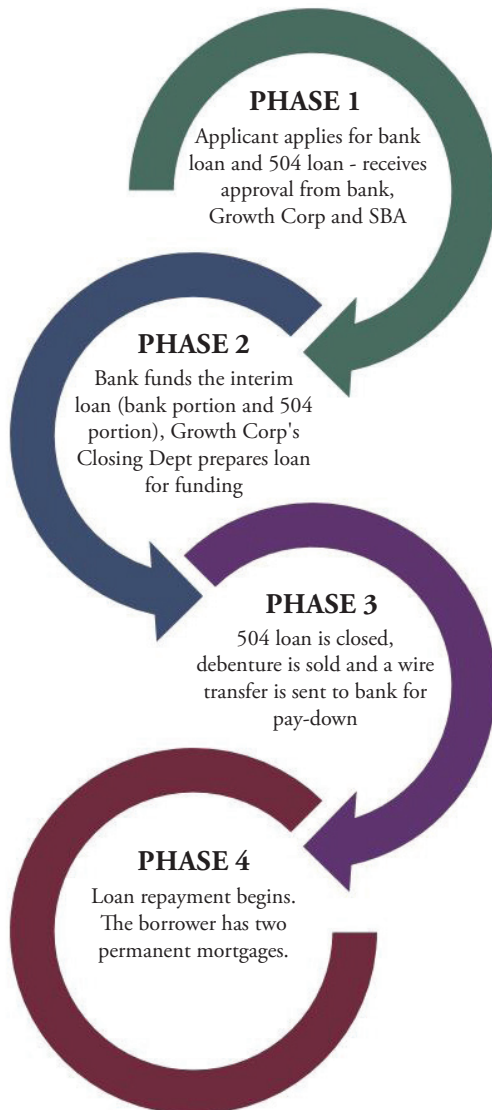 PHASE 1
Applicant applies for bank
loan and 504 loan - receives
approval from bank,
Growth Corp and SBA
PHASE 2
Bank funds the interim
loan (bank portion and 504
portion), Growth Corp's
Closing Dept prepares loan
for funding
PHASE 3
504 loan is closed,
debenture is sold and a wire
transfer is sent to bank for
pay-down
PHASE 4
Loan repayment begins.
The borrower has two
permanent mortgages.